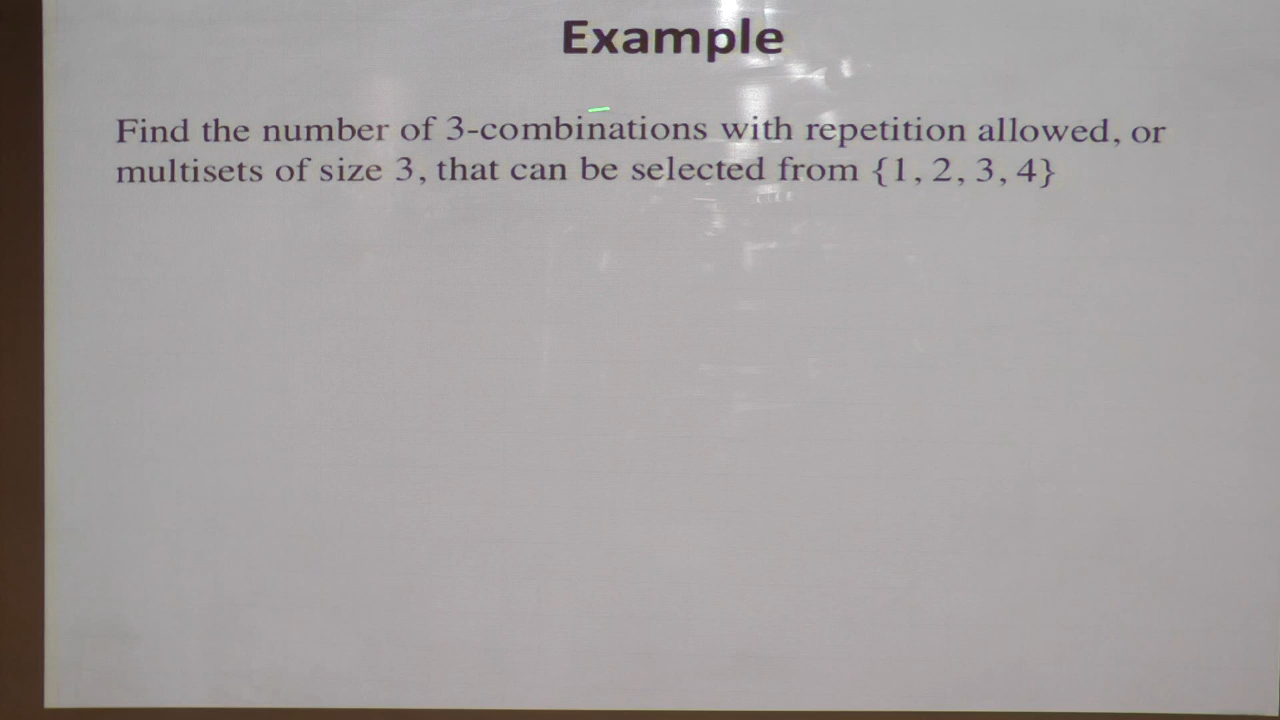 Example
Find the number of 3-combinations with repetition allowed, or
multisets of size 3, that can be selected from {1, 2, 3, 4}